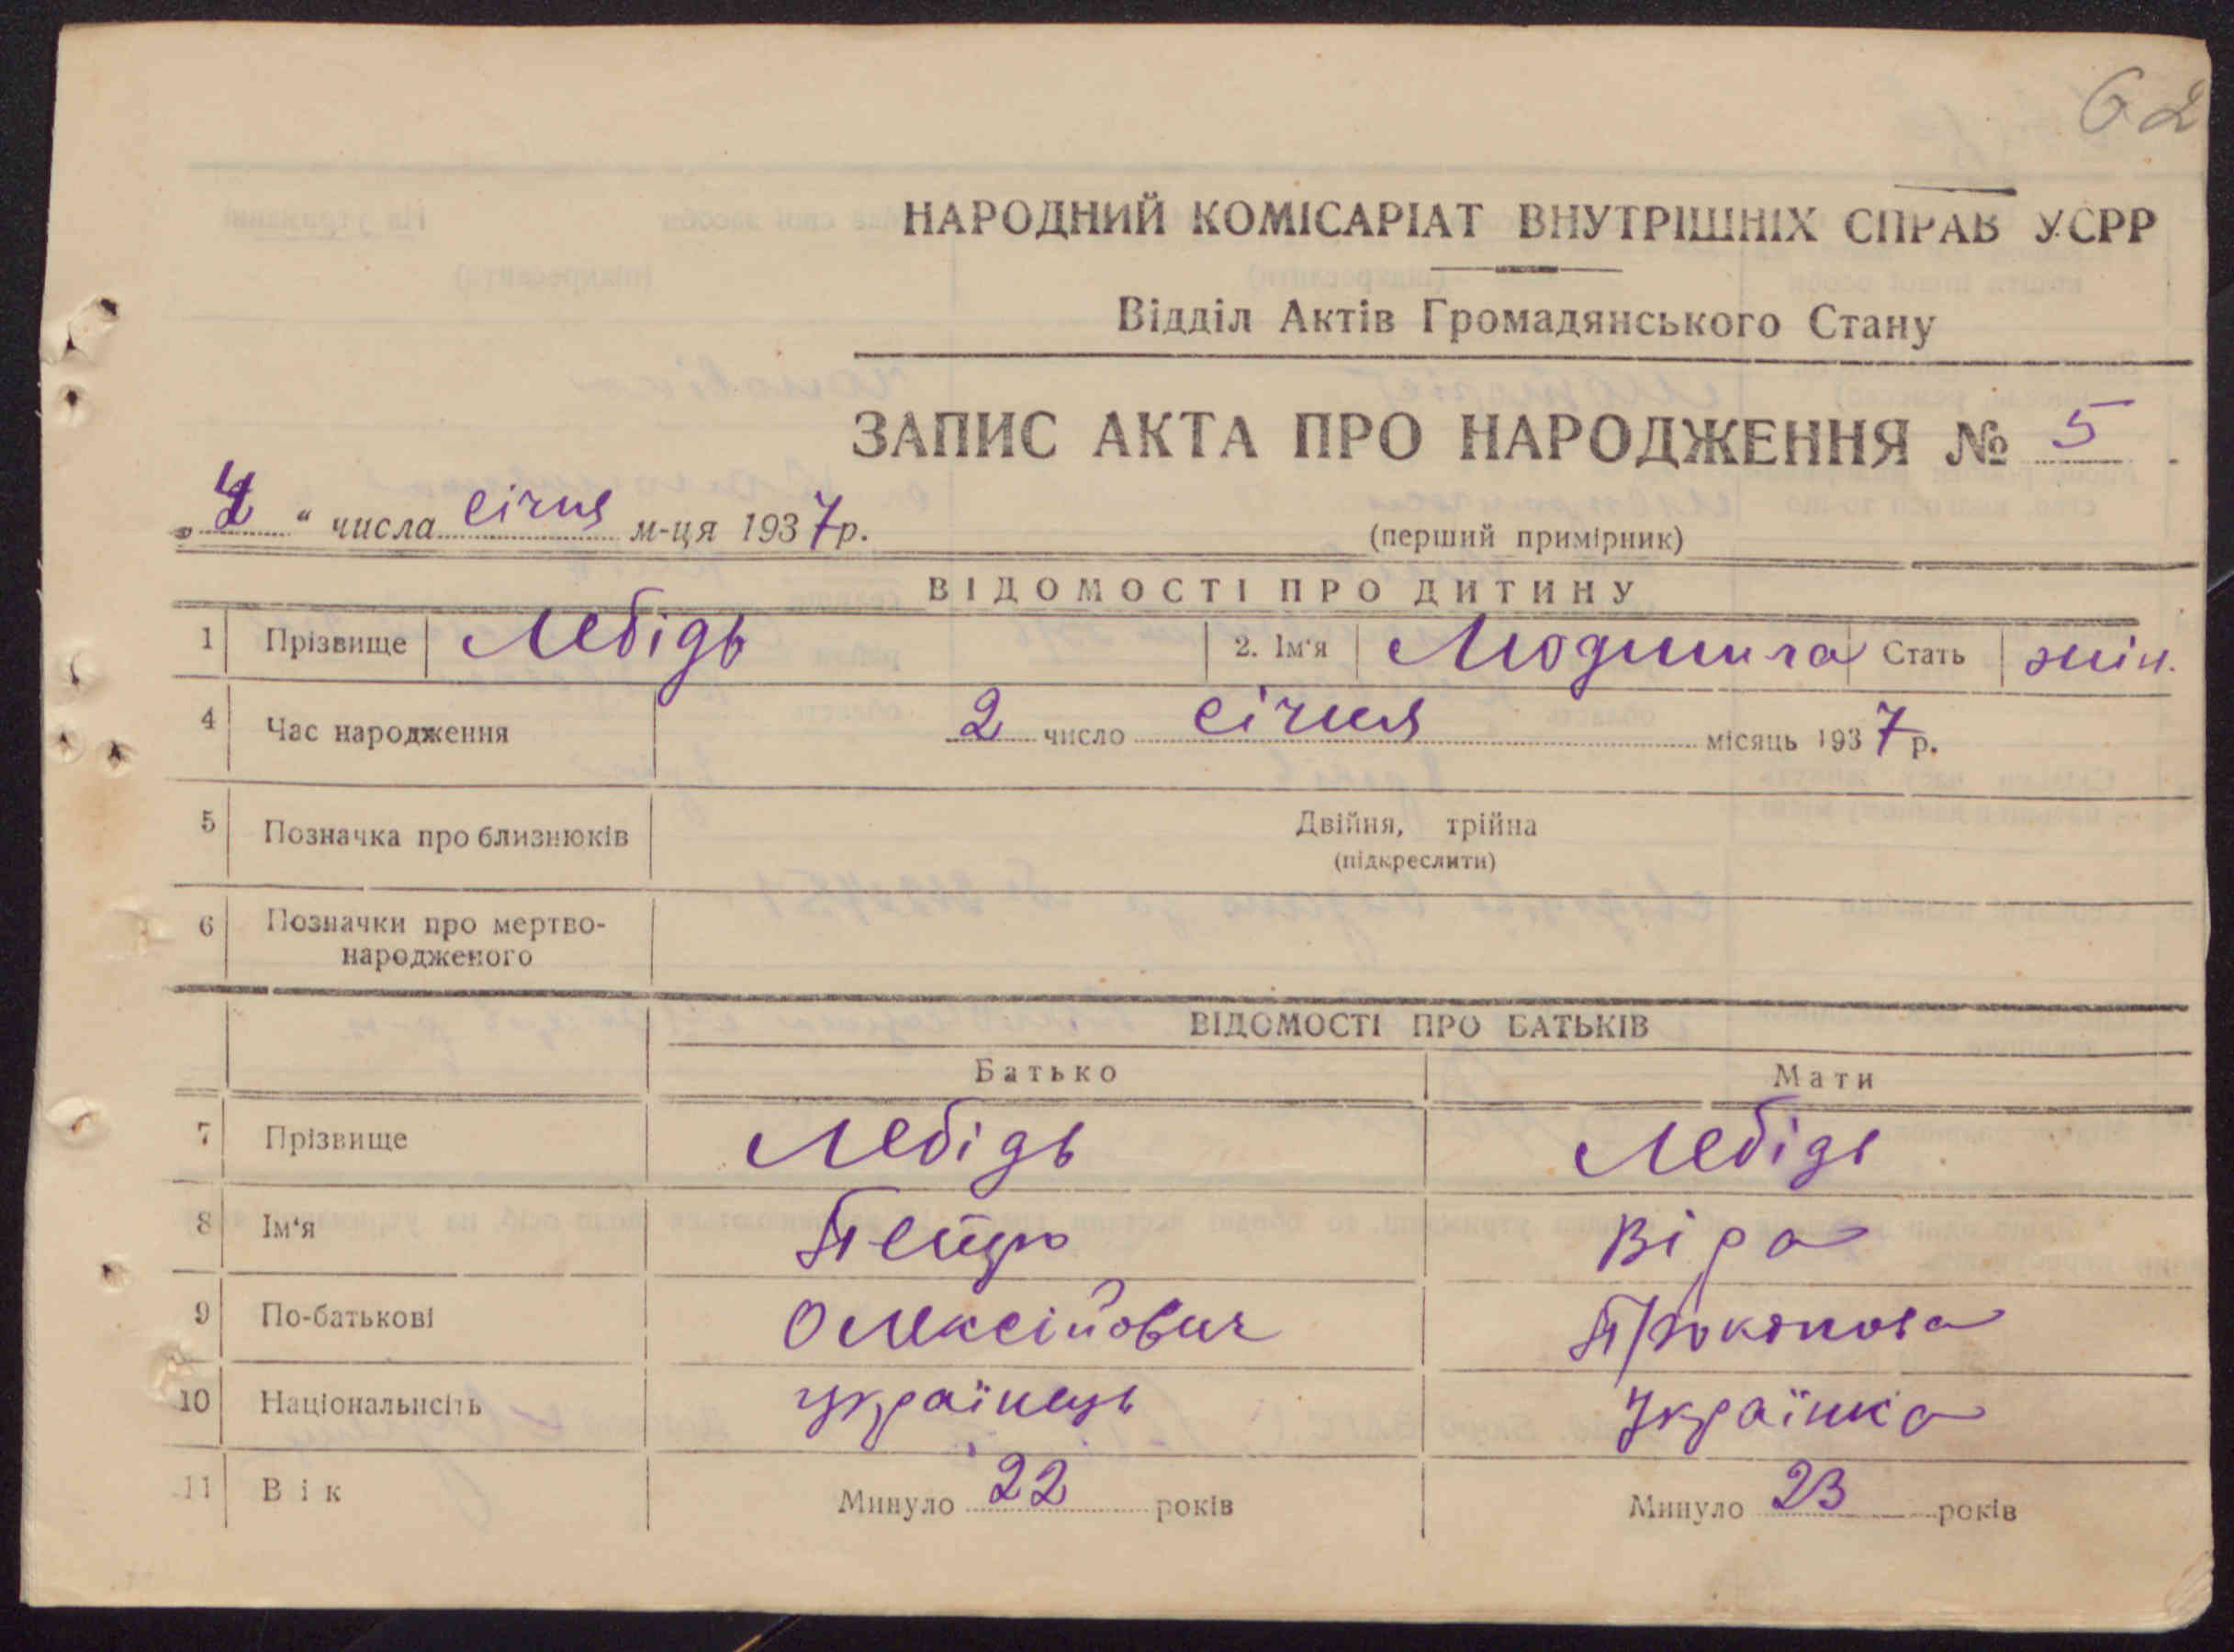 62
НАРОДНИЙ КОМІСАРІАТ ВНУТРІШНІХ СПРАВ УСРР
Відділ Актів Громадянського Стану
ЗАПИС АКТА ПРО НАРОДЖЕННЯ № 5
„ “ числа січня м-ця 1937р.
(перший примірник)
ВІДОМОСТІ ПРО ДИТИНУ
1 Прізвище Лебідь 2. Ім'я Людмила Стать жін.
4 Час народження 2 число січня місяць 1937 р.
5 Позначка про близнюків Двійня, трійна
(підкреслити)
6 Позначки про мертво-
народженого
ВІДОМОСТІ ПРО БАТЬКІВ
Батько Мати
7 Прізвище Лебідь Лебідь
8 Ім'я Петро Віра
9 По-батькові Олексійович Прокопова
10 Національність українець Українка
11 Вік Минуло 22 років Минуло 23 років